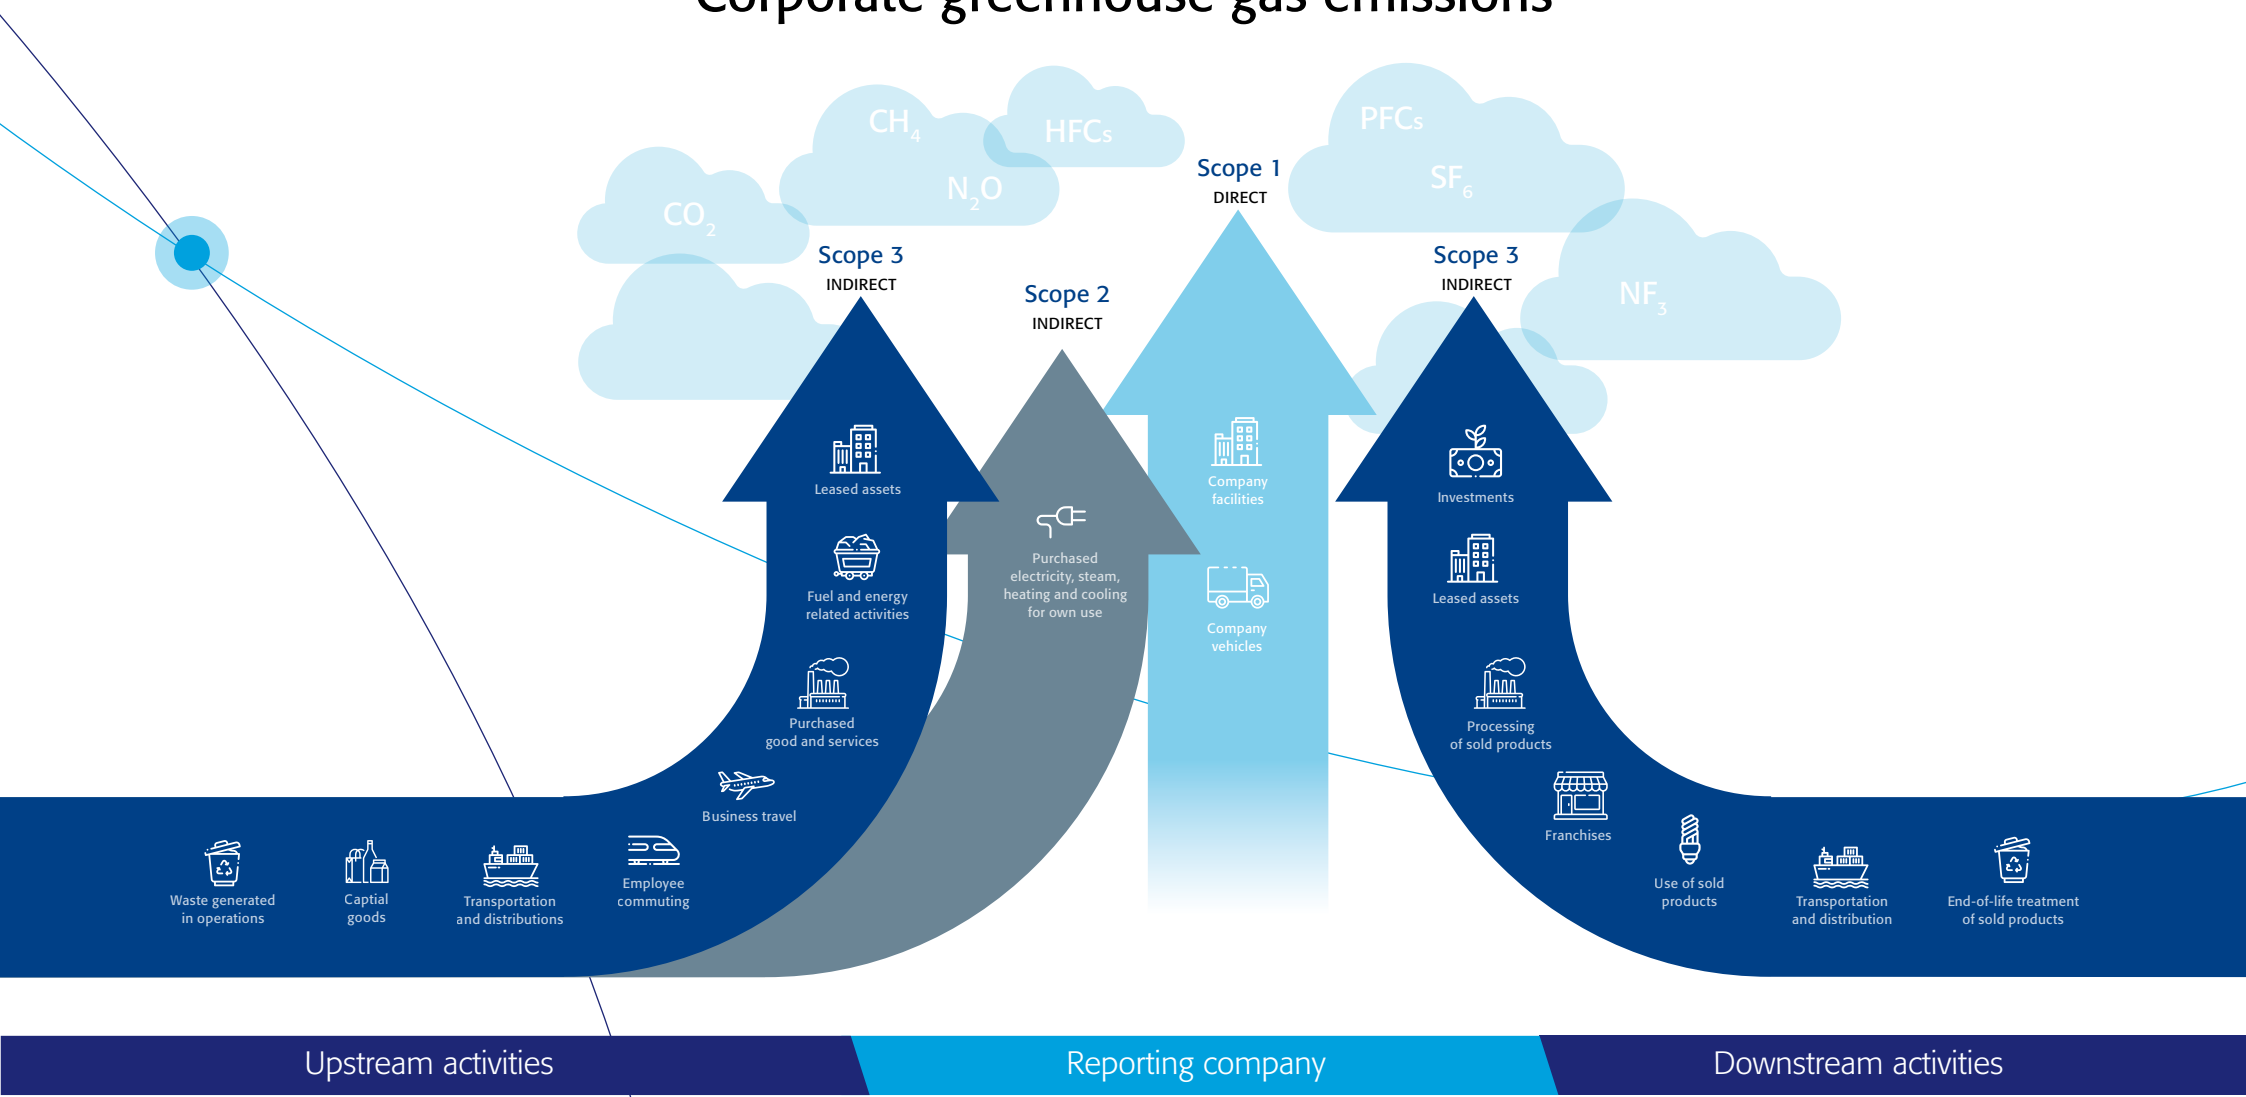 Corporate greenhouse gas emissions
CH4
HFCs
PFCs
N2O
SF6
CO2
NF3
Scope 1
DIRECT
Scope 3
INDIRECT
Scope 2
INDIRECT
Scope 3
INDIRECT
Leased assets
Fuel and energy
related activities
Purchased
good and services
Business travel
Employee
commuting
Transportation
and distributions
Captial
goods
Waste generated
in operations
Purchased
electricity, steam,
heating and cooling
for own use
Company
facilities
Company
vehicles
Investments
Leased assets
Processing
of sold products
Franchises
Use of sold
products
Transportation
and distribution
End-of-life treatment
of sold products
Upstream activities
Reporting company
Downstream activities